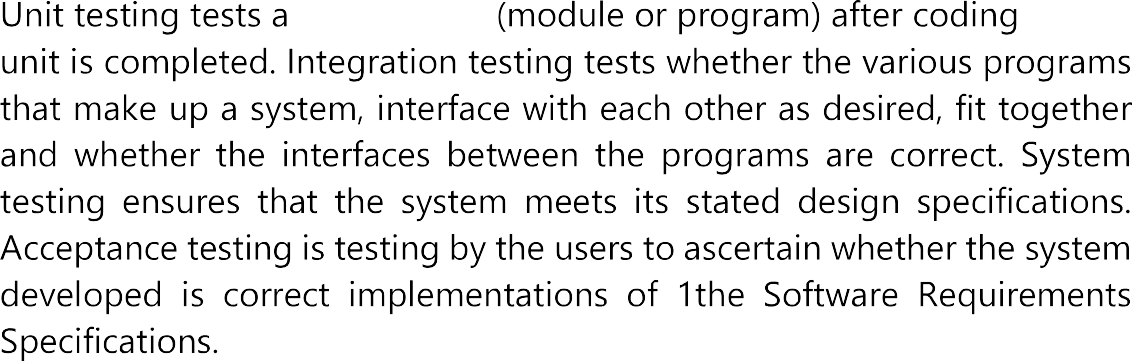 Unit testing tests a (module or program) after coding
unit is completed. Integration testing tests whether the various programs
that make up a system, interface with each other as desired, fit together
and whether the interfaces between the programs are correct. System
testing ensures that the system meets its stated design specifications.
Acceptance testing is testing by the users to ascertain whether the system
developed is correct implementations of 1the Software Requirements
Specifications.